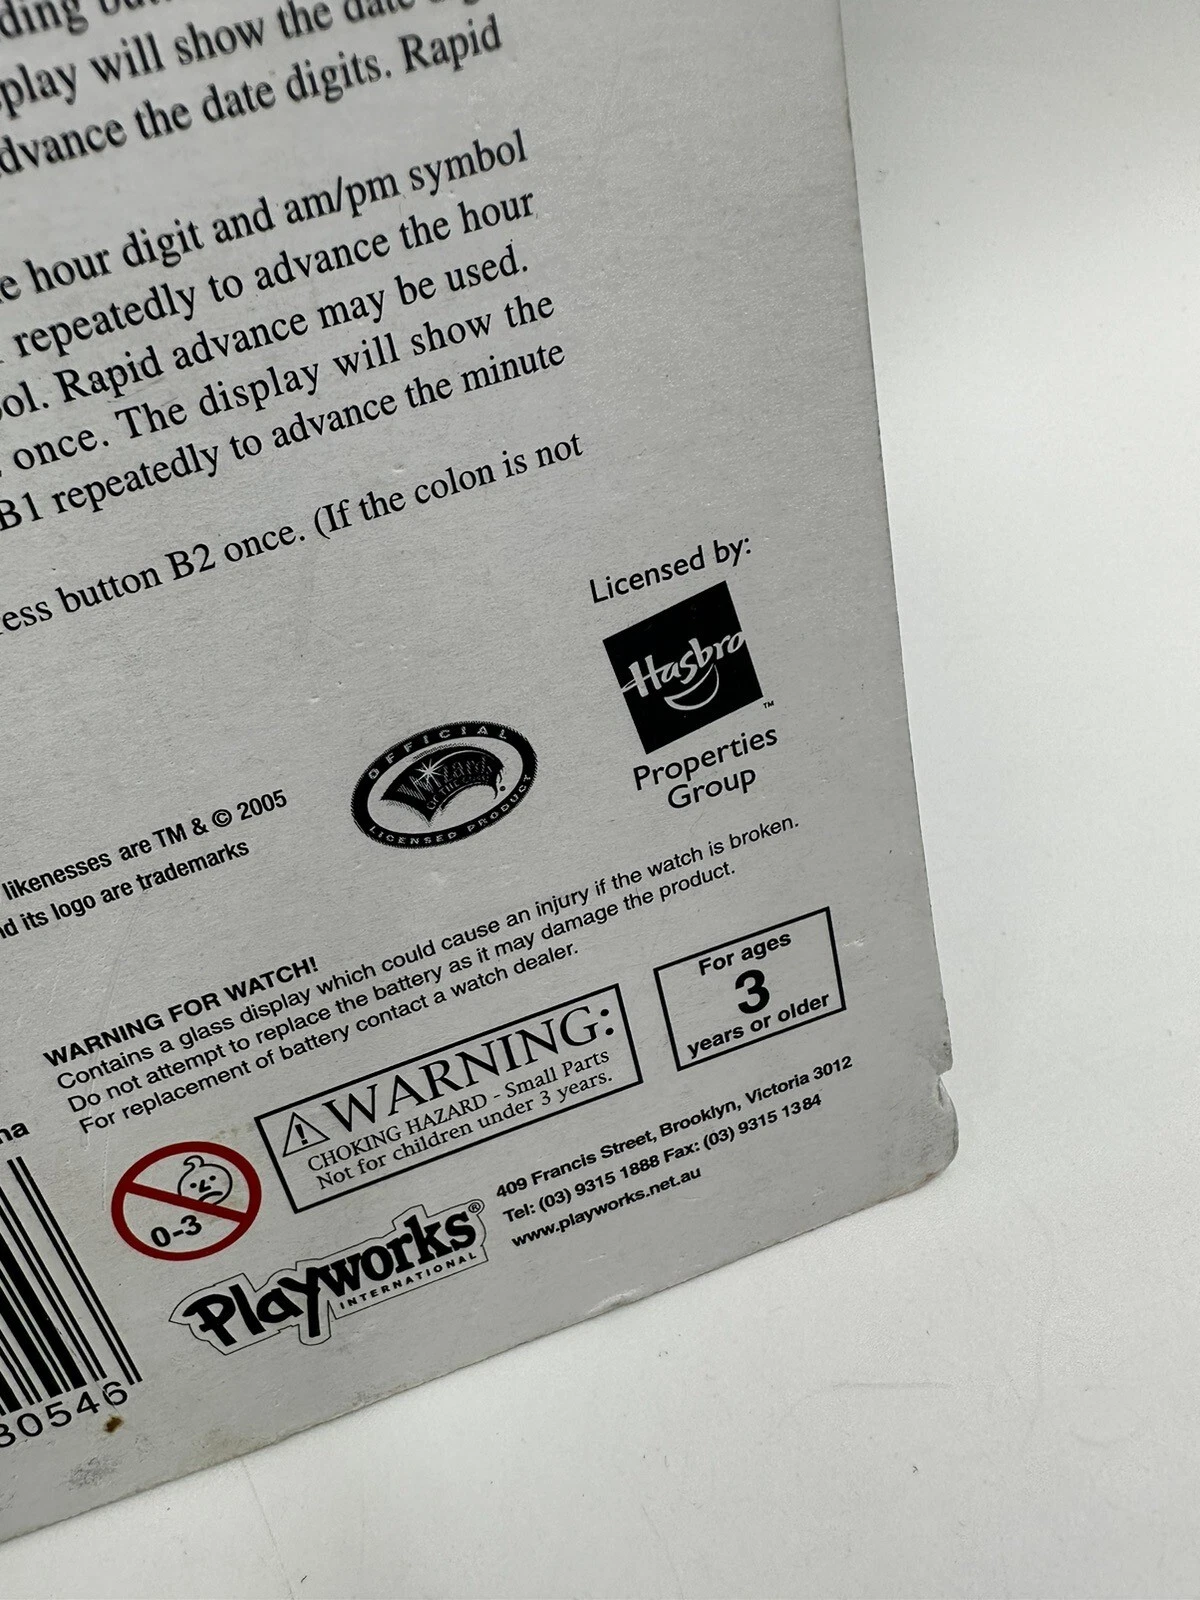 will show the date
advance the date digits. Rapid
hour digit and am/pm symbol
repeatedly to advance the hour
Rapid advance may be used.
once. The display will show the
B1 repeatedly to advance the minute
button B2 once. (If the colon is not
Licensed by:
Hasbro
TM
Properties
Group
OFFICIAL
Wizards
OF THE COAST
LICENSED PRODUCT
likenesses are TM & © 2005
its logo are trademarks
WARNING FOR WATCH!
Contains a glass display which could cause an injury if the watch is broken.
Do not attempt to replace the battery as it may damage the product.
For replacement of battery contact a watch dealer.
WARNING:
CHOKING HAZARD - Small Parts
Not for children under 3 years.
For ages
3
years or older
0-3
Playworks®
INTERNATIONAL
409 Francis Street, Brooklyn, Victoria 3012
Tel: (03) 9315 1888 Fax: (03) 9315 1384
www.playworks.net.au
30546